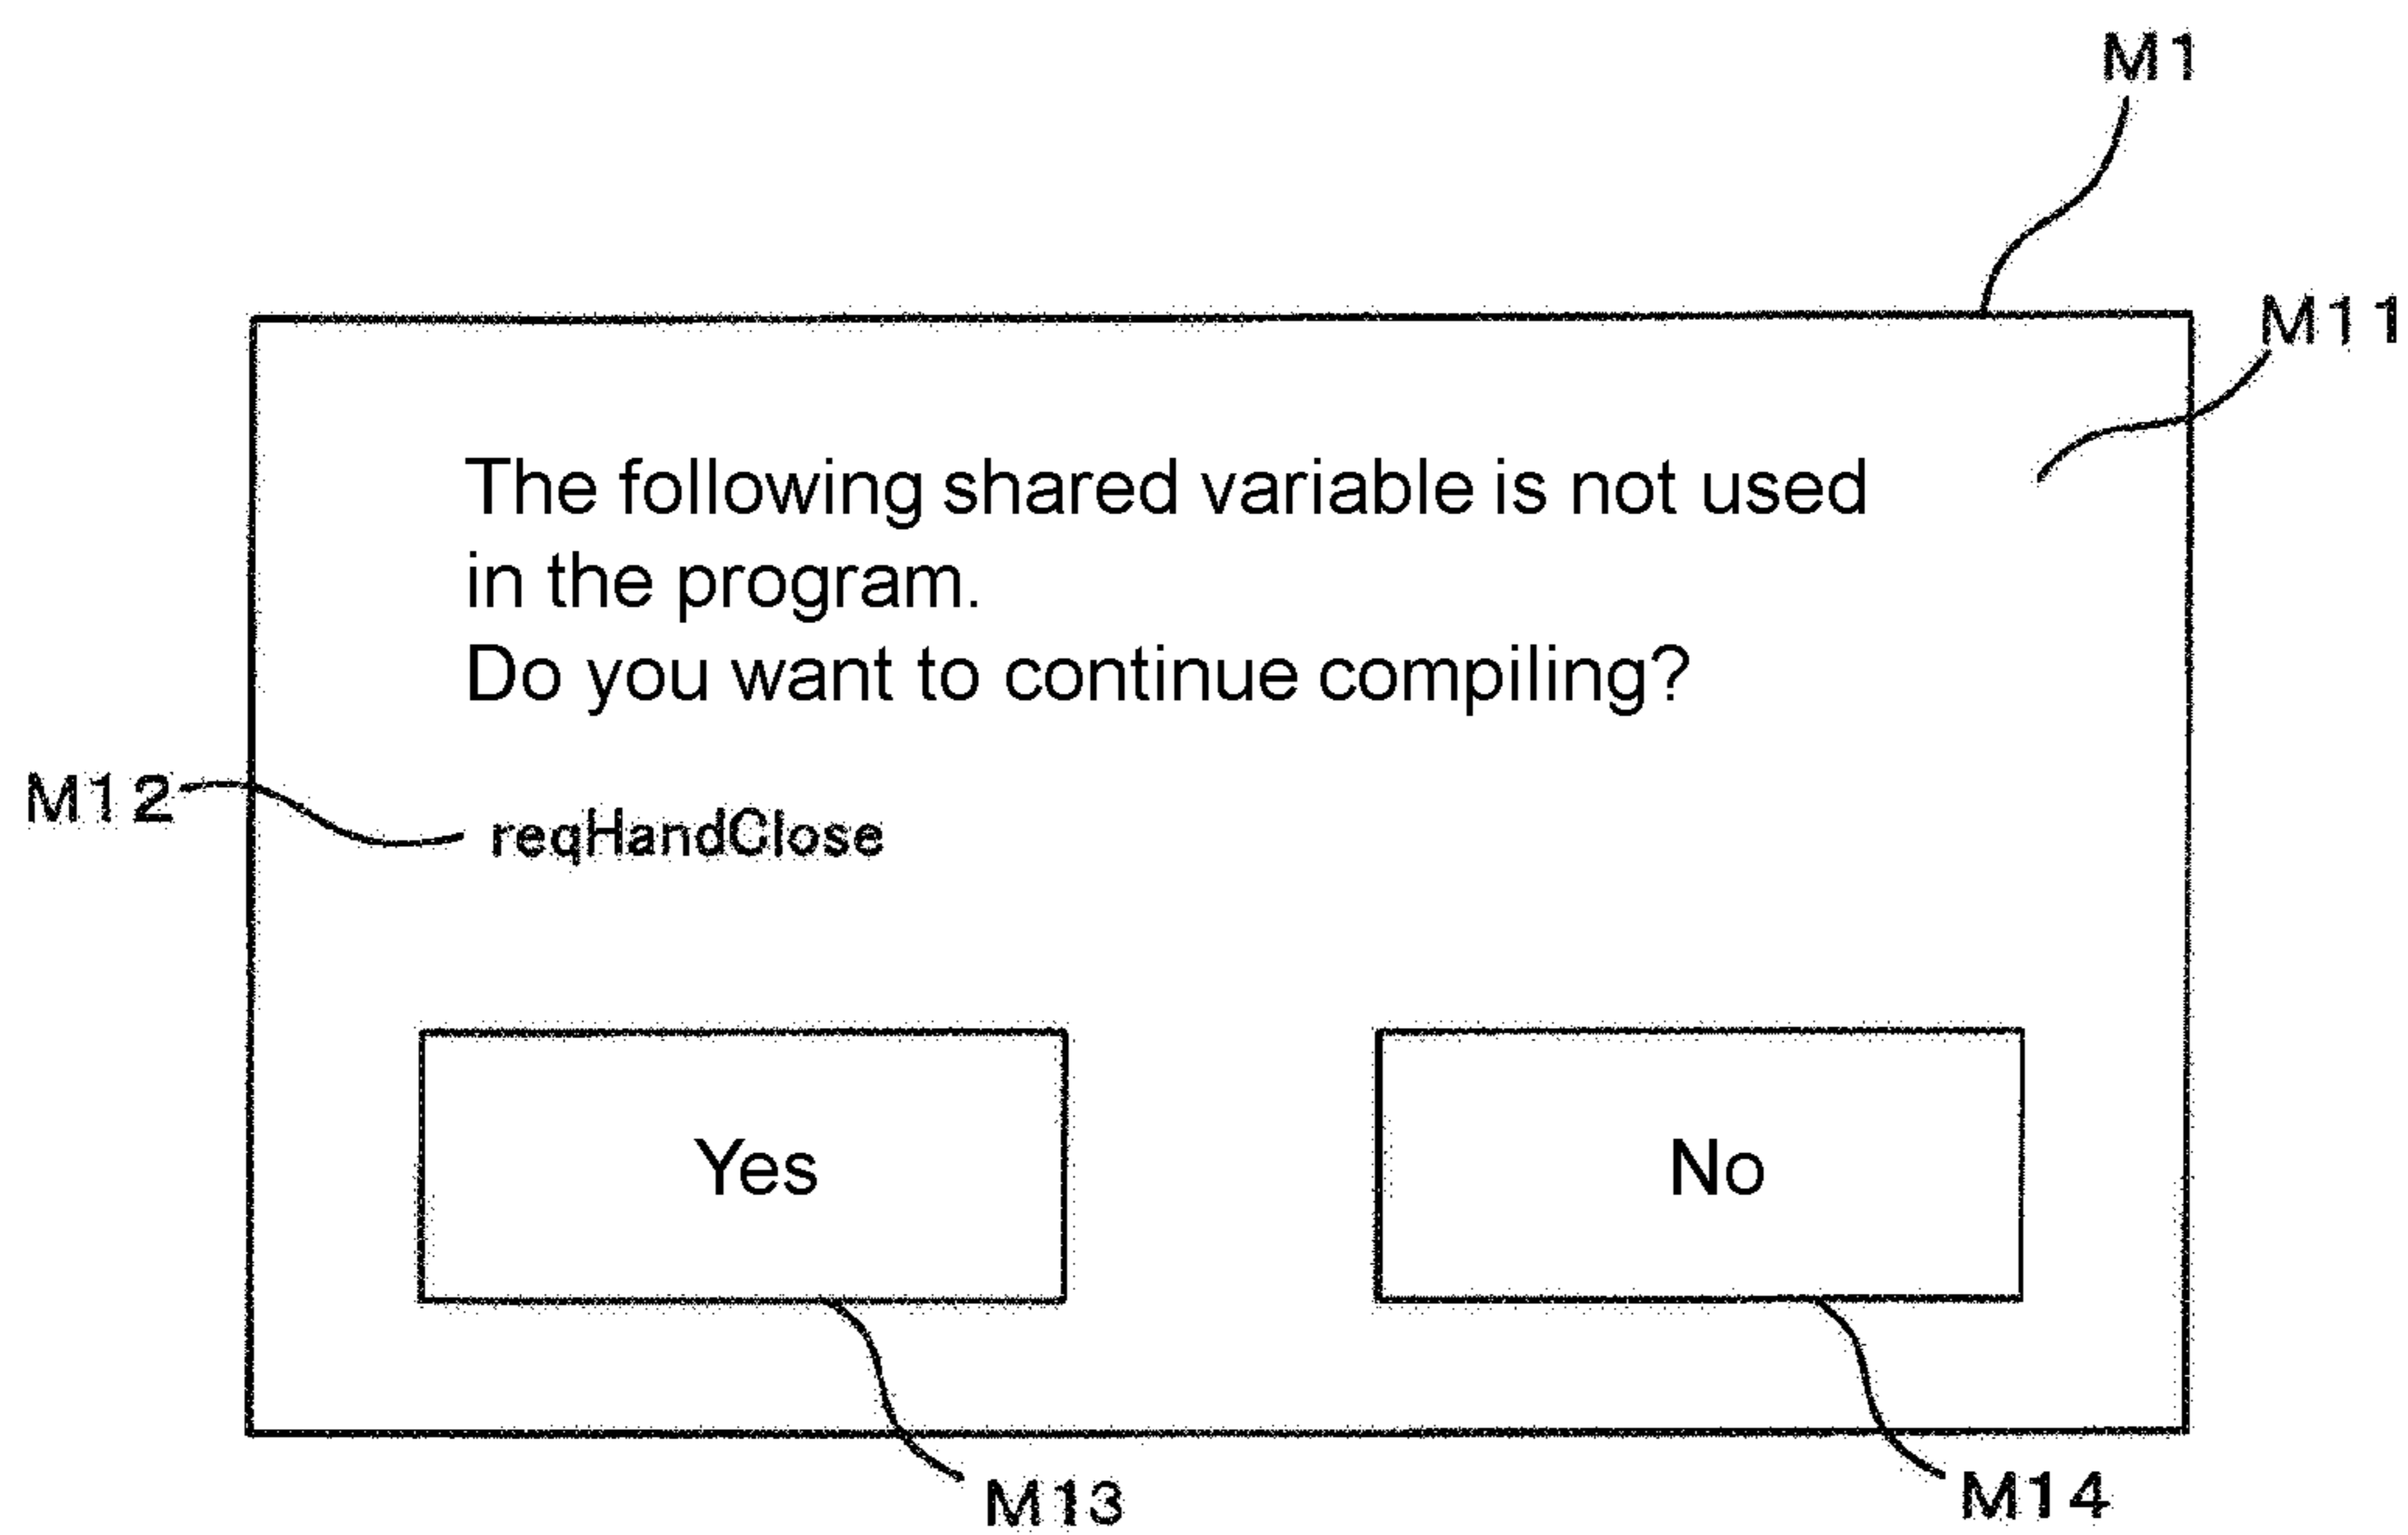 M1
M11
The following shared variable is not used
in the program.
Do you want to continue compiling?
M12
reqHandClose
Yes
No
M13
M14